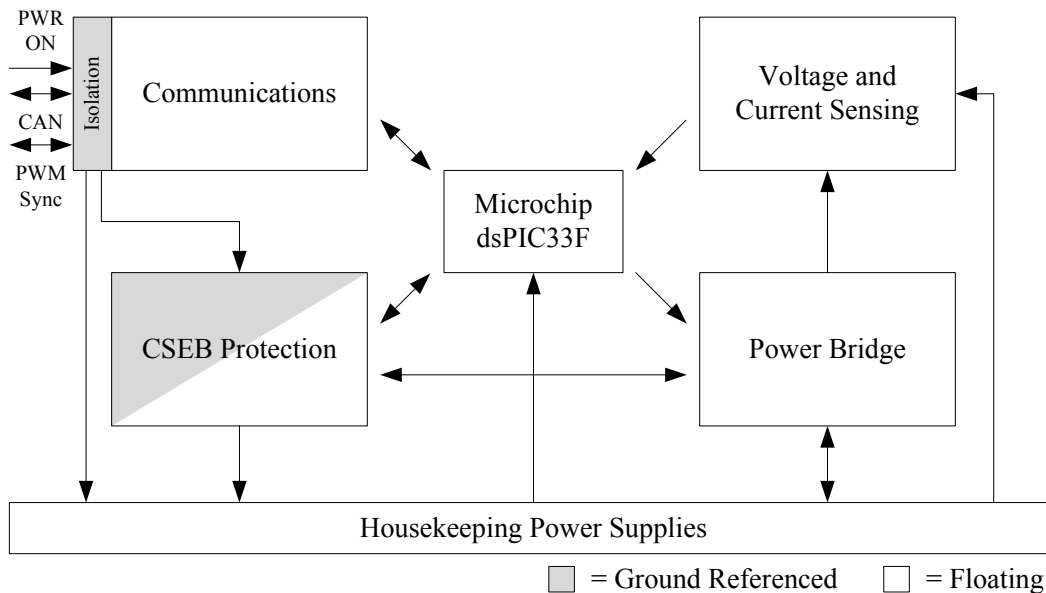 PWR
ON
CAN
PWM
Sync
Isolation
Communications
Voltage and
Current Sensing
Microchip
dsPIC33F
CSEB Protection
Power Bridge
Housekeeping Power Supplies
= Ground Referenced
= Floating